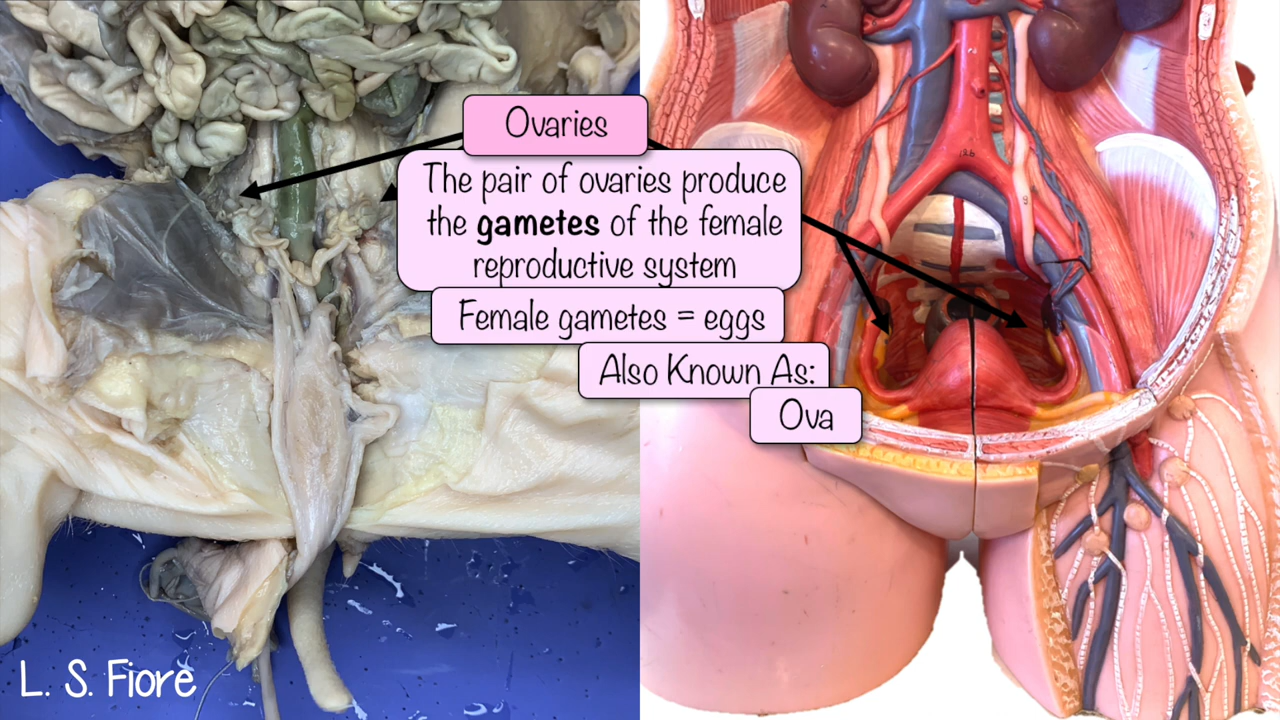 Ovaries
The pair of ovaries produce
the gametes of the female
reproductive system
Female gametes = eggs
Also Known As:
Ova
L. S. Fiore